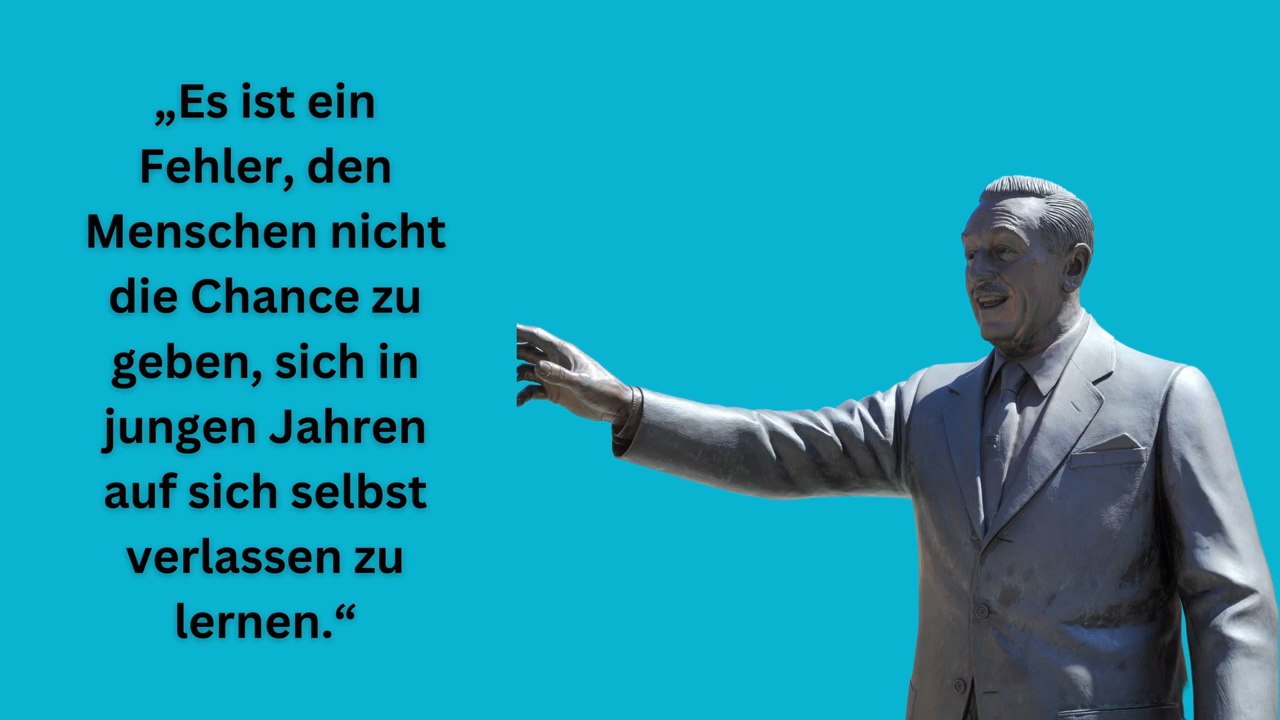 „Es ist ein
Fehler, den
Menschen nicht
die Chance zu
geben, sich in
jungen Jahren
auf sich selbst
verlassen zu
lernen.“